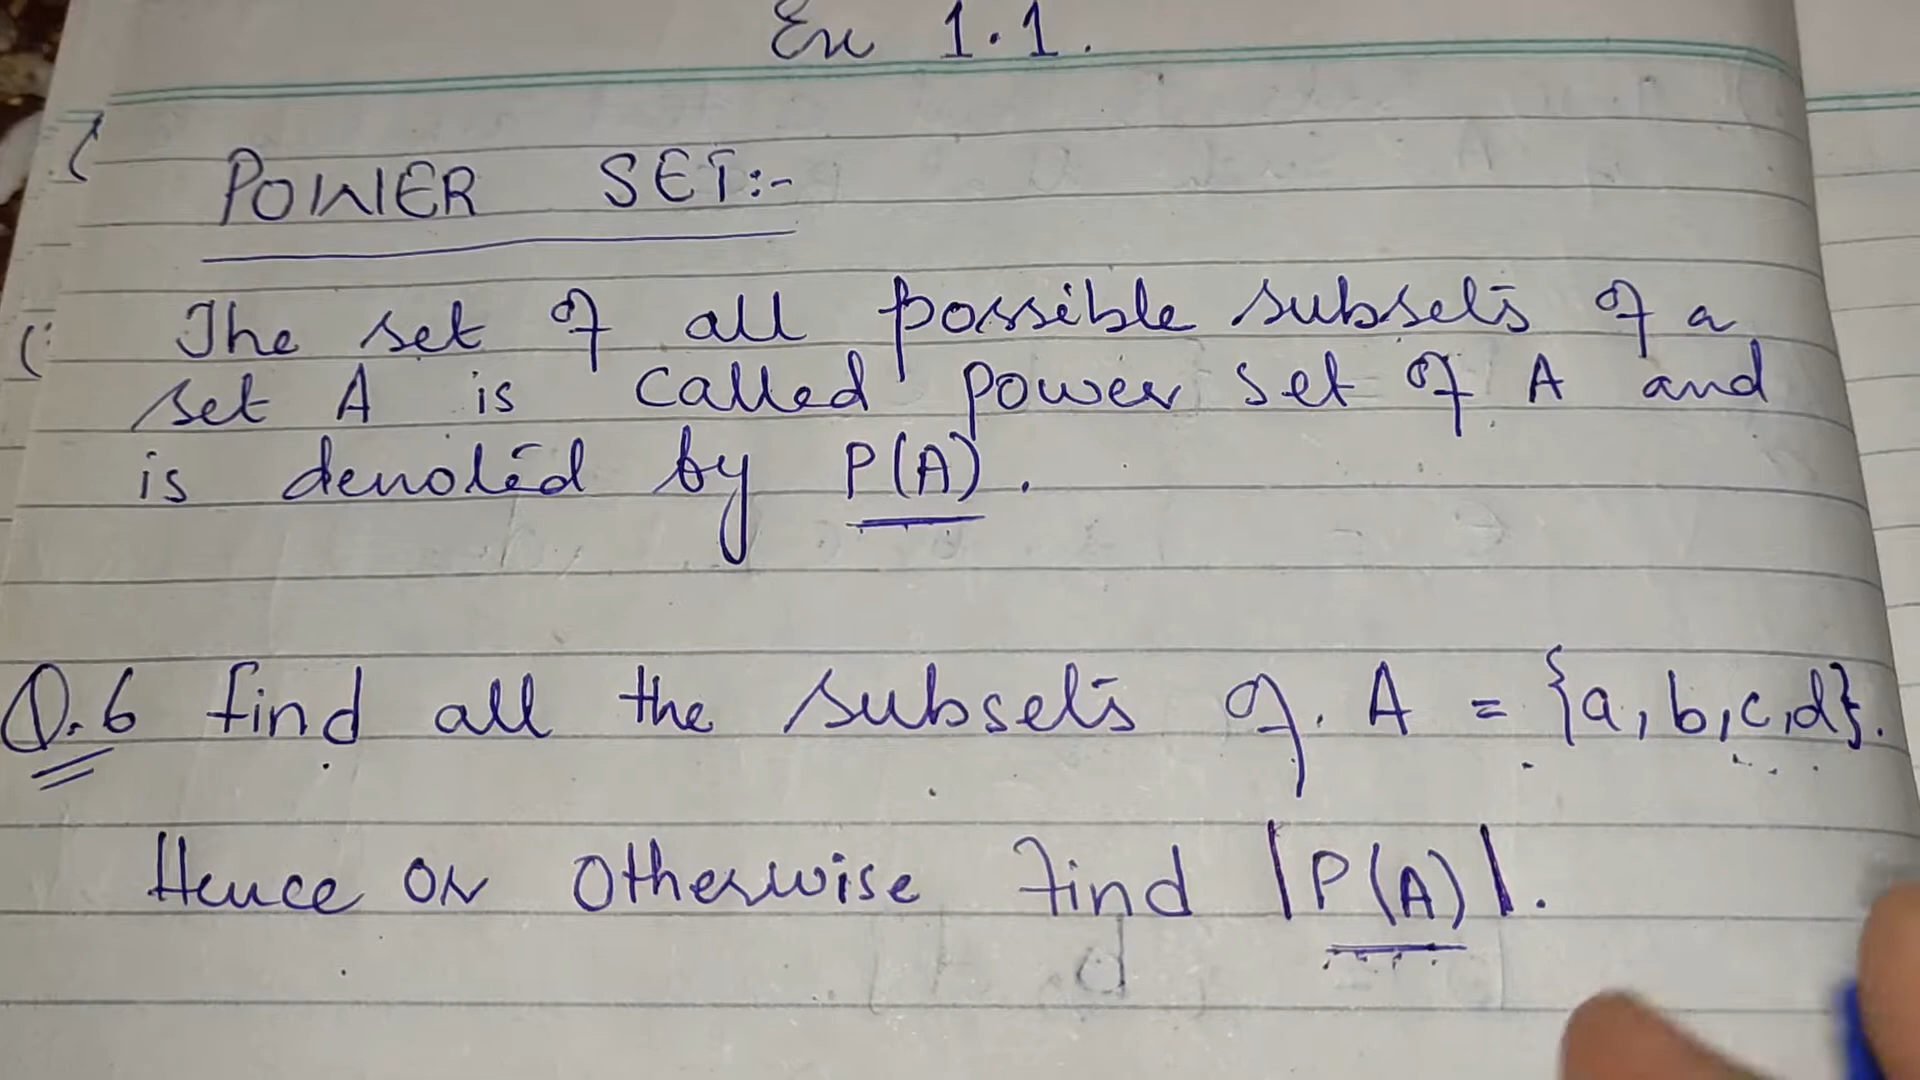 Ex 1.1.
POWER SET:-
The set of all possible subsets of a
set A is called power set of A and
is denoted by P(A).
Q.6 find all the subsets of. A = {a, b, c, d}.
Hence or otherwise find |P(A)|.